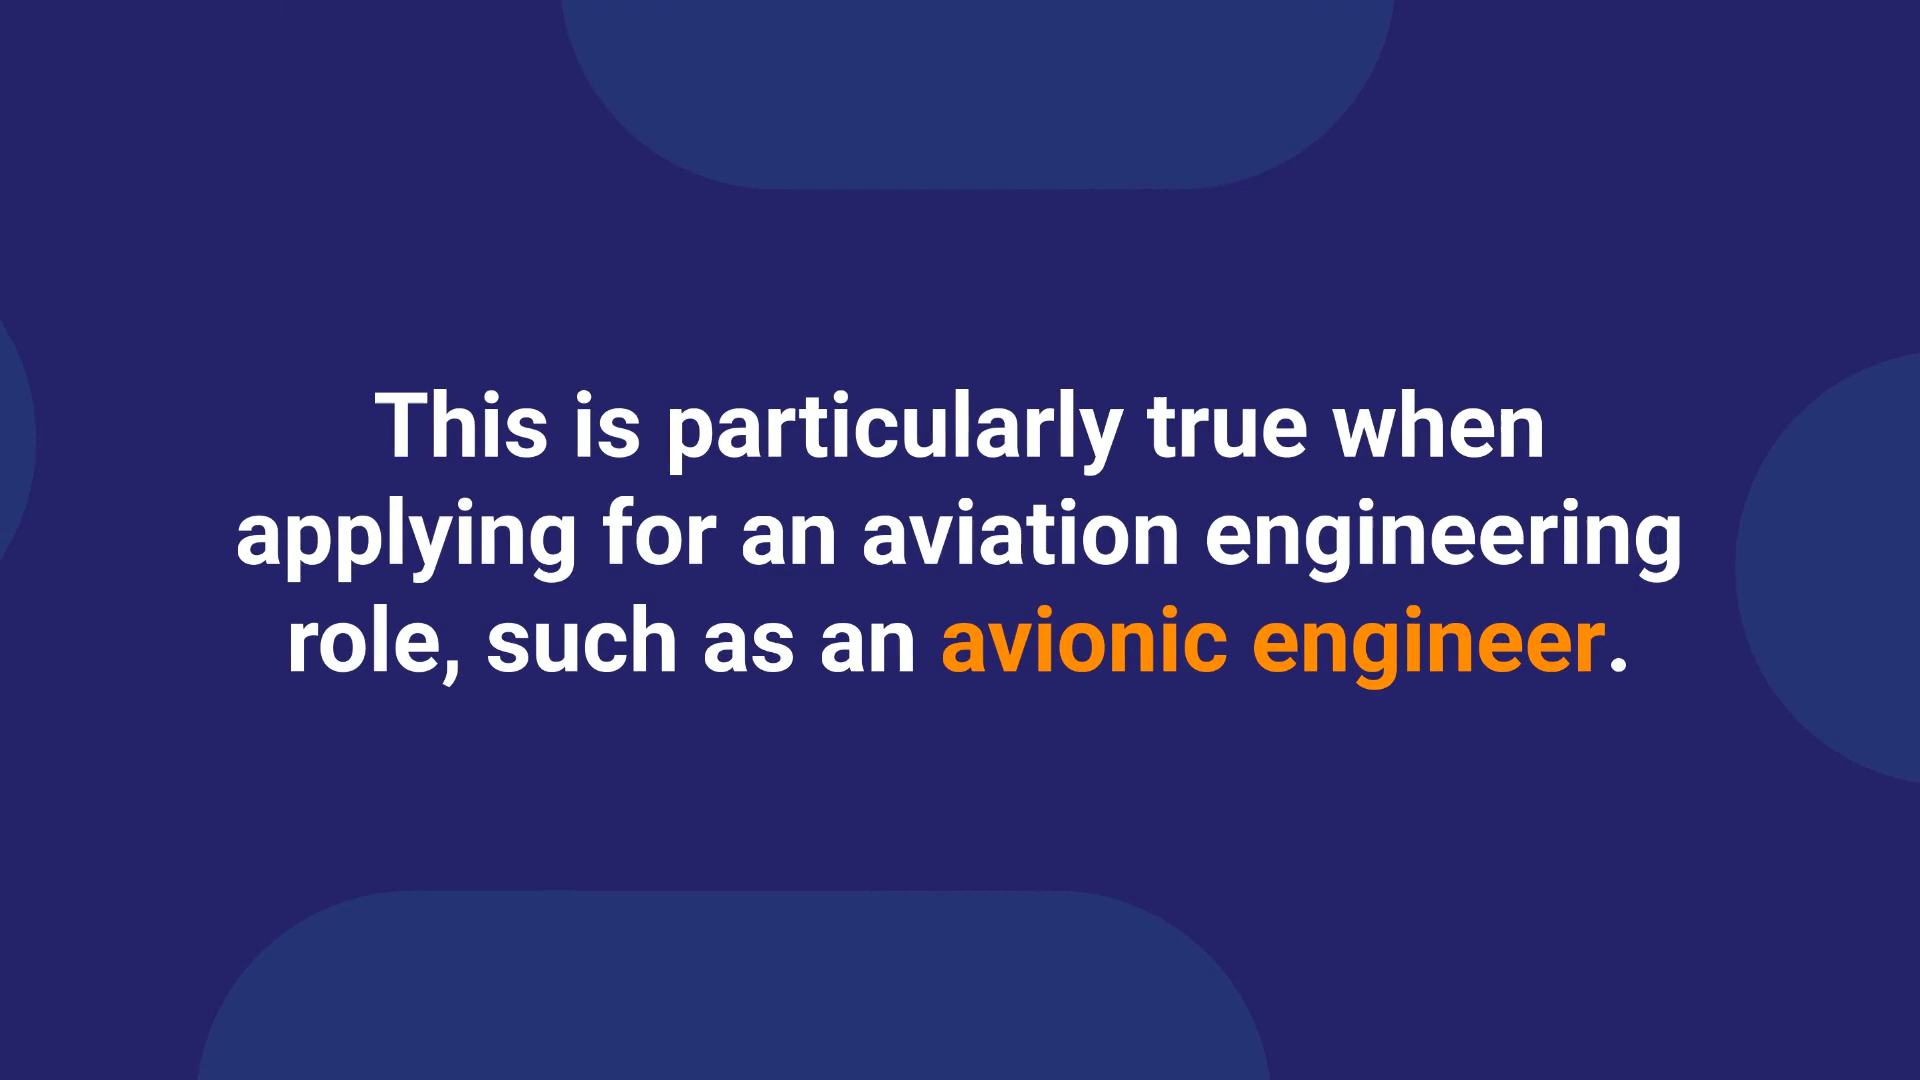 This is particularly true when
applying for an aviation engineering
role, such as an avionic engineer.